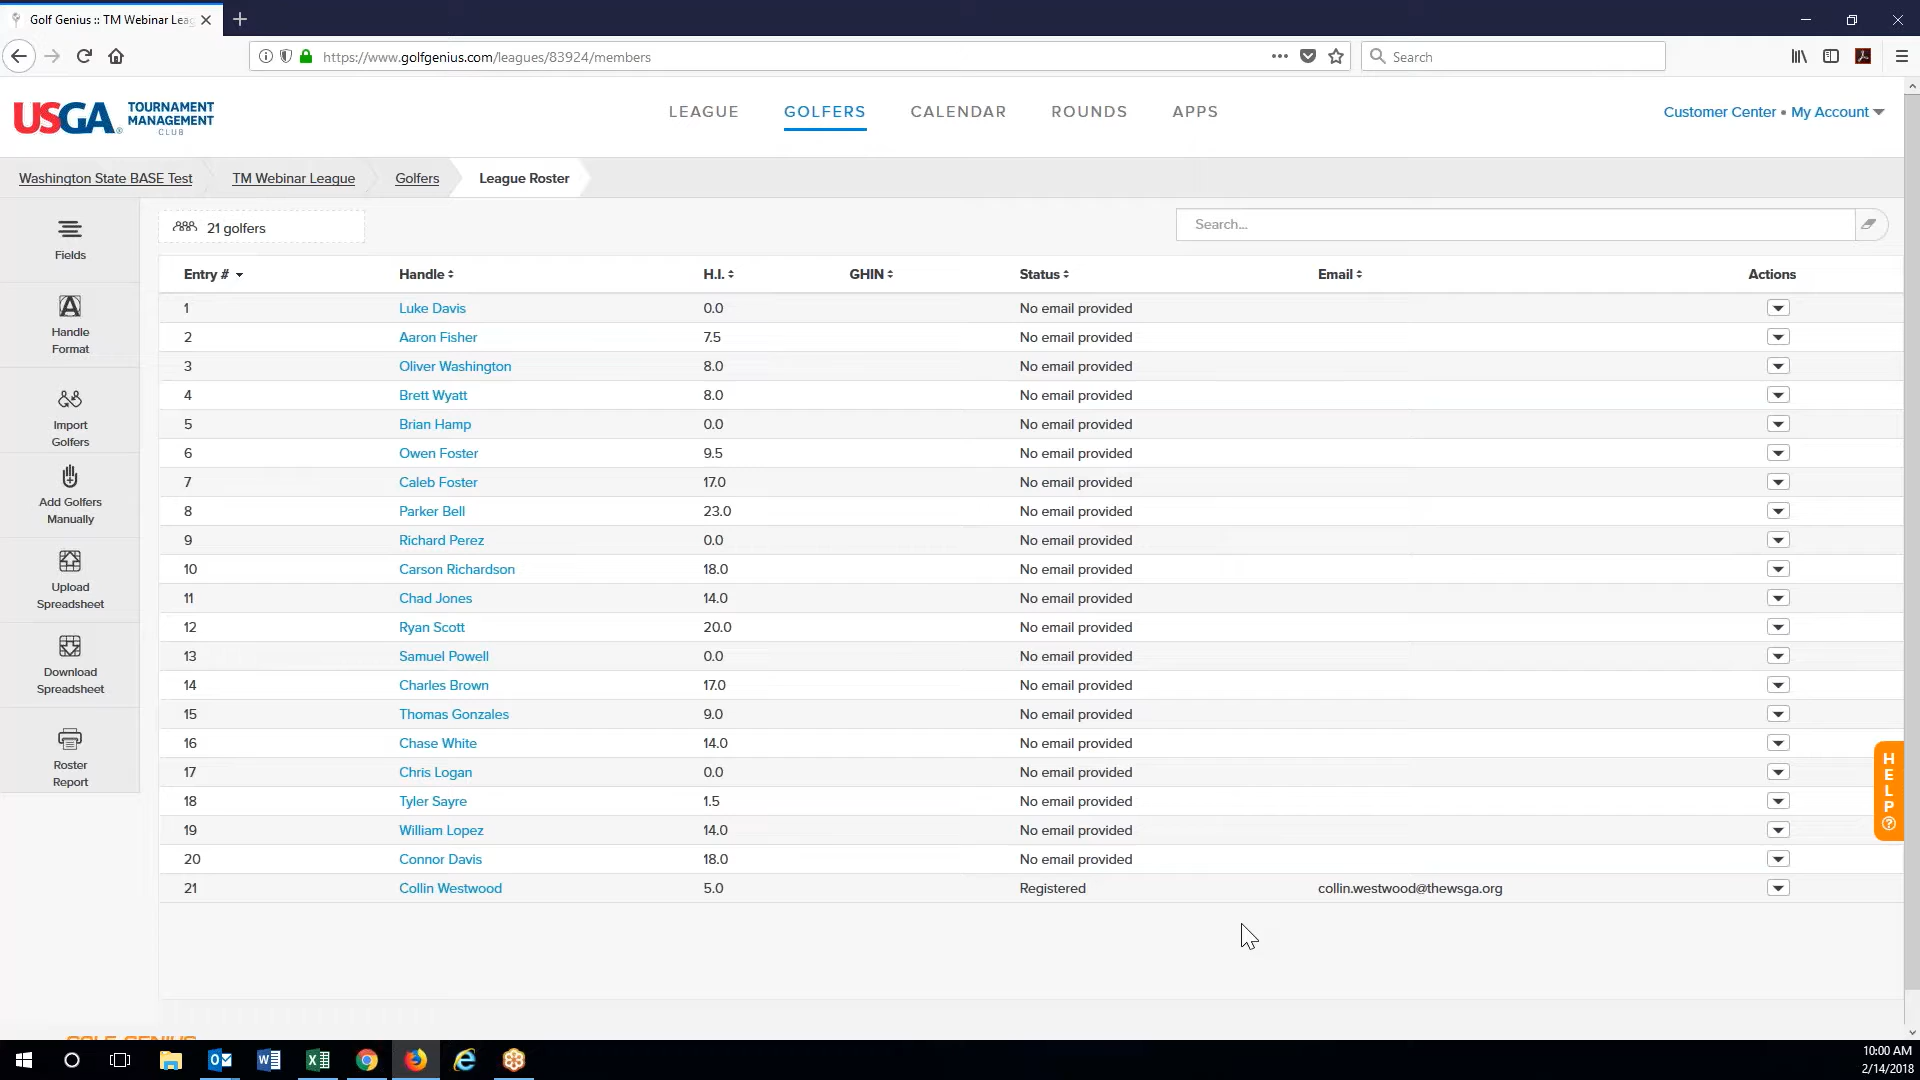 Golf Genius :: TM Webinar Leag
https://www.golfgenius.com/leagues/83924/members
Search
USGA TOURNAMENT MANAGEMENT CLUB
LEAGUE GOLFERS CALENDAR ROUNDS APPS
Customer Center • My Account
Washington State BASE Test TM Webinar League Golfers League Roster
Fields
Handle
Format
Import
Golfers
Add Golfers
Manually
Upload
Spreadsheet
Download
Spreadsheet
Roster
Report
21 golfers
Search...
Entry # Handle H.I. GHIN Status Email Actions
1 Luke Davis 0.0 No email provided
2 Aaron Fisher 7.5 No email provided
3 Oliver Washington 8.0 No email provided
4 Brett Wyatt 8.0 No email provided
5 Brian Hamp 0.0 No email provided
6 Owen Foster 9.5 No email provided
7 Caleb Foster 17.0 No email provided
8 Parker Bell 23.0 No email provided
9 Richard Perez 0.0 No email provided
10 Carson Richardson 18.0 No email provided
11 Chad Jones 14.0 No email provided
12 Ryan Scott 20.0 No email provided
13 Samuel Powell 0.0 No email provided
14 Charles Brown 17.0 No email provided
15 Thomas Gonzales 9.0 No email provided
16 Chase White 14.0 No email provided
17 Chris Logan 0.0 No email provided
18 Tyler Sayre 1.5 No email provided
19 William Lopez 14.0 No email provided
20 Connor Davis 18.0 No email provided
21 Collin Westwood 5.0 Registered collin.westwood@thewsga.org
HELP
10:00 AM
2/14/2018